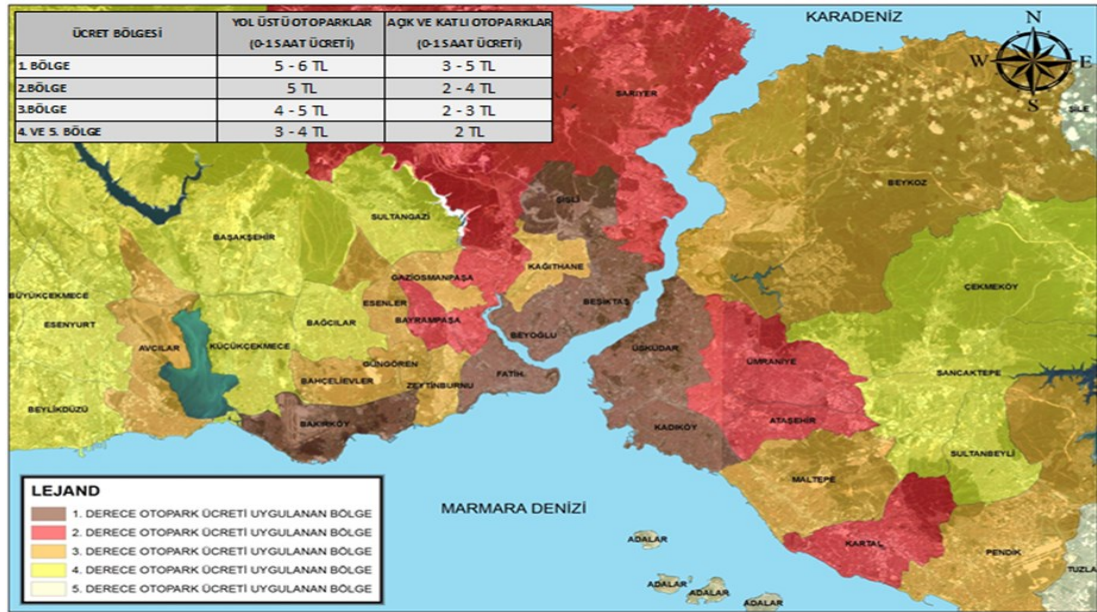 ÜCRET BÖLGESİ
YOL ÜSTÜ OTOPARKLAR
(0-1 SAAT ÜCRETİ)
AÇIK VE KATLI OTOPARKLAR
(0-1 SAAT ÜCRETİ)
1. BÖLGE 5 - 6 TL 3 - 5 TL
2.BÖLGE 5 TL 2 - 4 TL
3.BÖLGE 4 - 5 TL 2 - 3 TL
4. VE 5. BÖLGE 3 - 4 TL 2 TL
KARADENİZ
N
W E
S
SARIYER
ŞİLE
BEYKOZ
ŞİŞLİ
SULTANGAZİ
BAŞAKŞEHİR
KAĞITHANE
GAZİOSMANPAŞA
ÇEKMEKÖY
BÜYÜKÇEKMECE
ESENLER
BEŞİKTAŞ
ESENYURT
BAĞCILAR
BAYRAMPAŞA
BEYOĞLU
AVCILAR
KÜÇÜKÇEKMECE
ÜSKÜDAR
ÜMRANİYE
GÜNGÖREN
FATİH
SANCAKTEPE
BAHÇELİEVLER
ZEYTİNBURNU
BEYLİKDÜZÜ
BAKIRKÖY
KADIKÖY
ATAŞEHİR
SULTANBEYLİ
MALTEPE
MARMARA DENİZİ
ADALAR
KARTAL
PENDİK
TUZLA
ADALAR
ADALAR
ADALAR
LEJAND
1. DERECE OTOPARK ÜCRETİ UYGULANAN BÖLGE
2. DERECE OTOPARK ÜCRETİ UYGULANAN BÖLGE
3. DERECE OTOPARK ÜCRETİ UYGULANAN BÖLGE
4. DERECE OTOPARK ÜCRETİ UYGULANAN BÖLGE
5. DERECE OTOPARK ÜCRETİ UYGULANAN BÖLGE